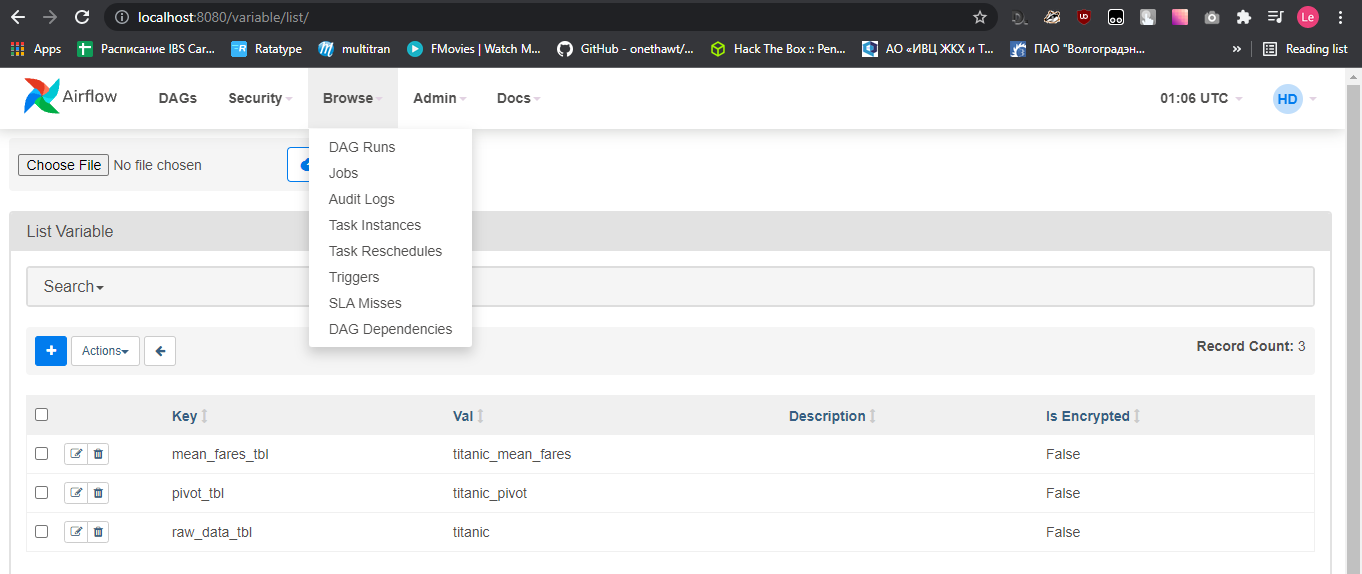 localhost:8080/variable/list/
Le
Apps Расписание IBS Car... Ratatype multitran FMovies | Watch M... GitHub - onethawt/... Hack The Box :: Pen... АО «ИВЦ ЖКХ и Т... ПАО "Волгоградэн... » Reading list
Airflow DAGs Security Browse Admin Docs 01:06 UTC HD
DAG Runs
Jobs
Audit Logs
Task Instances
Task Reschedules
Triggers
SLA Misses
DAG Dependencies
Choose File No file chosen
List Variable
Search
+ Actions Record Count: 3
Key Val Description Is Encrypted
mean_fares_tbl titanic_mean_fares False
pivot_tbl titanic_pivot False
raw_data_tbl titanic False